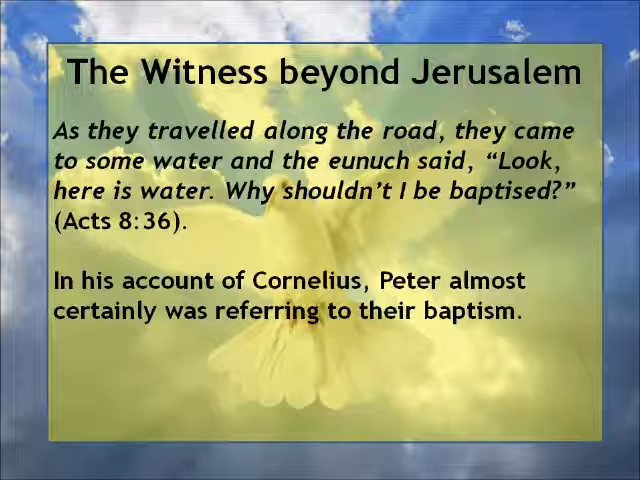 The Witness beyond Jerusalem
As they travelled along the road, they came
to some water and the eunuch said, “Look,
here is water. Why shouldn’t I be baptised?”
(Acts 8:36).
In his account of Cornelius, Peter almost
certainly was referring to their baptism.